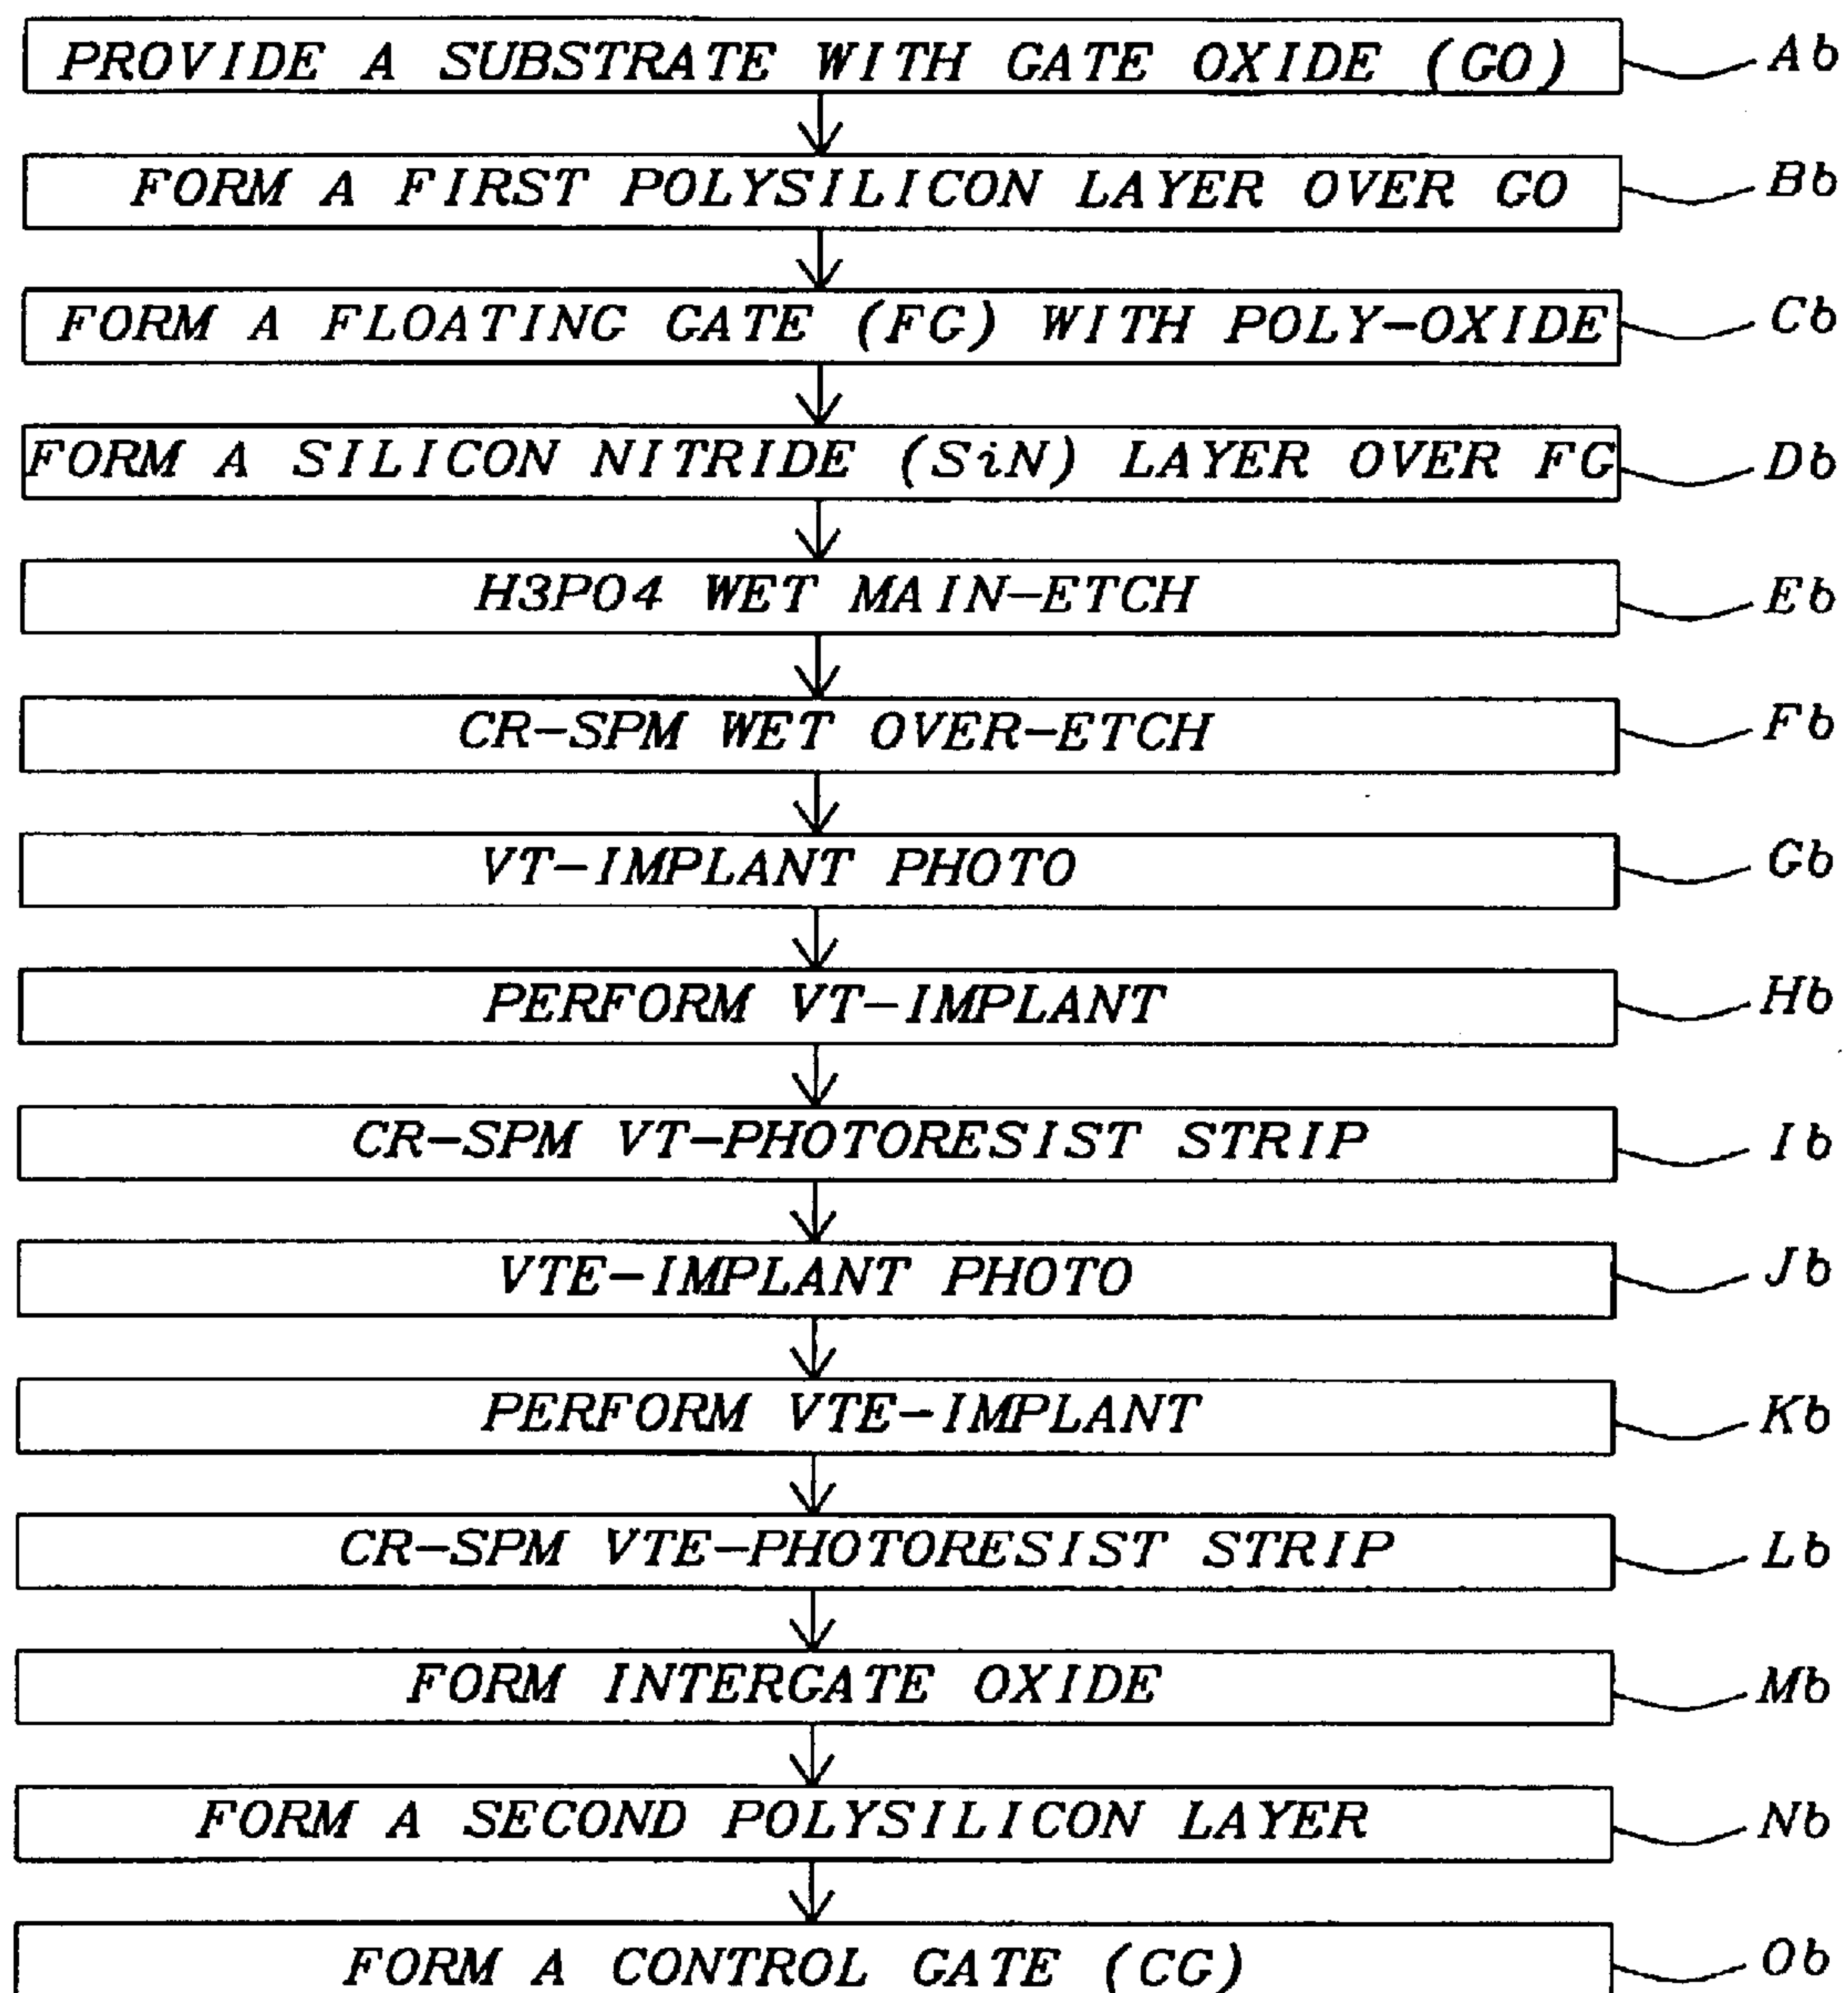 PROVIDE A SUBSTRATE WITH GATE OXIDE (GO) Ab
FORM A FIRST POLYSILICON LAYER OVER GO Bb
FORM A FLOATING GATE (FG) WITH POLY-OXIDE Cb
FORM A SILICON NITRIDE (SiN) LAYER OVER FG Db
H3PO4 WET MAIN-ETCH Eb
CR-SPM WET OVER-ETCH Fb
VT-IMPLANT PHOTO Gb
PERFORM VT-IMPLANT Hb
CR-SPM VT-PHOTORESIST STRIP Ib
VTE-IMPLANT PHOTO Jb
PERFORM VTE-IMPLANT Kb
CR-SPM VTE-PHOTORESIST STRIP Lb
FORM INTERGATE OXIDE Mb
FORM A SECOND POLYSILICON LAYER Nb
FORM A CONTROL GATE (CG) Ob